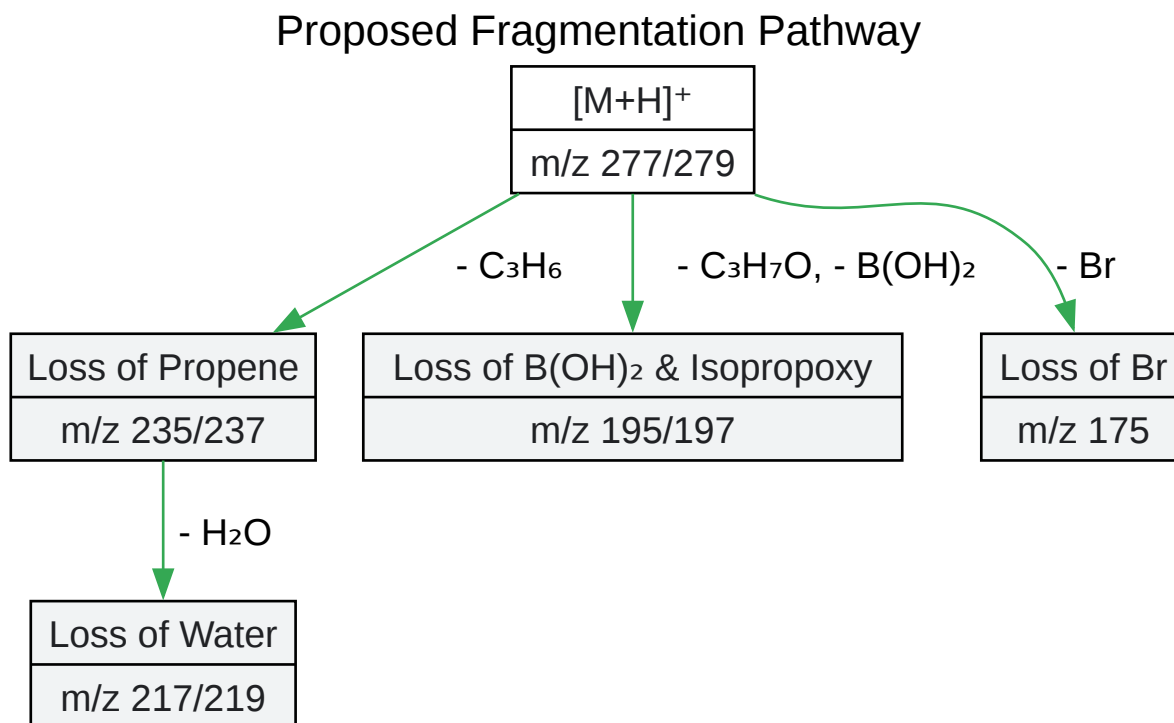 Proposed Fragmentation Pathway
[M+H]⁺
m/z 277/279
- C₃H₆
- C₃H₇O, - B(OH)₂
- Br
Loss of Propene
m/z 235/237
Loss of B(OH)₂ & Isopropoxy
m/z 195/197
Loss of Br
m/z 175
- H₂O
Loss of Water
m/z 217/219